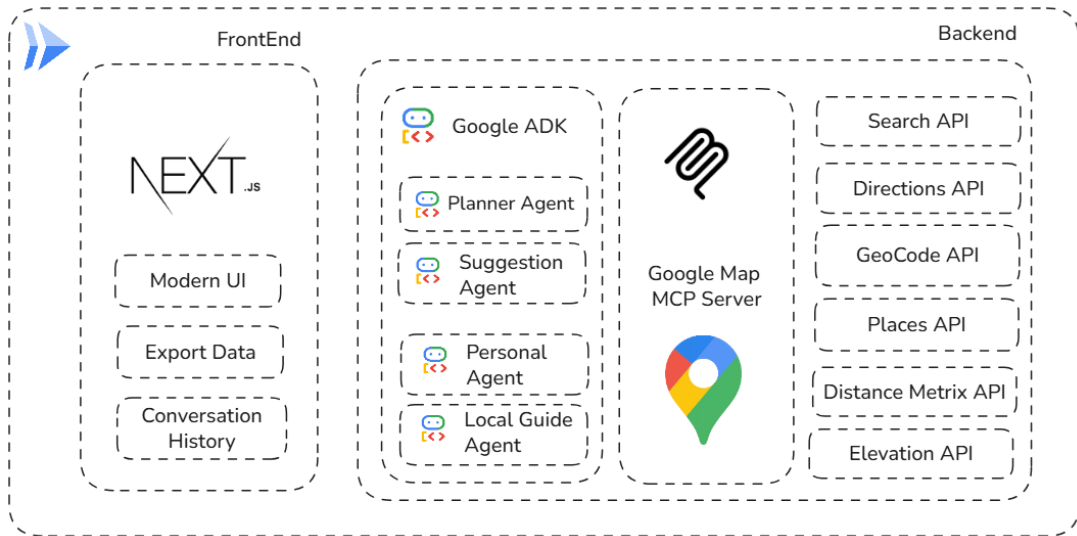 FrontEnd
Backend
NEXT.JS
Modern UI
Export Data
Conversation
History
Google ADK
Planner Agent
Suggestion
Agent
Personal
Agent
Local Guide
Agent
Google Map
MCP Server
Search API
Directions API
GeoCode API
Places API
Distance Metrix API
Elevation API